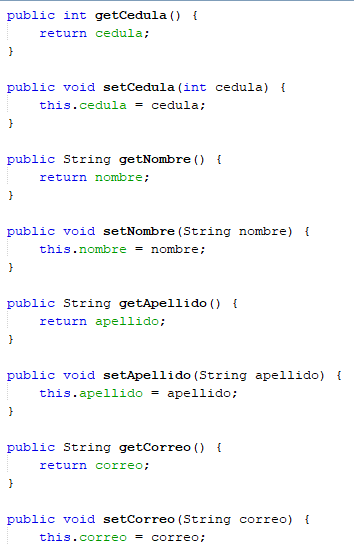 public int getCedula() {
    return cedula;
}

public void setCedula(int cedula) {
    this.cedula = cedula;
}

public String getNombre() {
    return nombre;
}

public void setNombre(String nombre) {
    this.nombre = nombre;
}

public String getApellido() {
    return apellido;
}

public void setApellido(String apellido) {
    this.apellido = apellido;
}

public String getCorreo() {
    return correo;
}

public void setCorreo(String correo) {
    this.correo = correo;